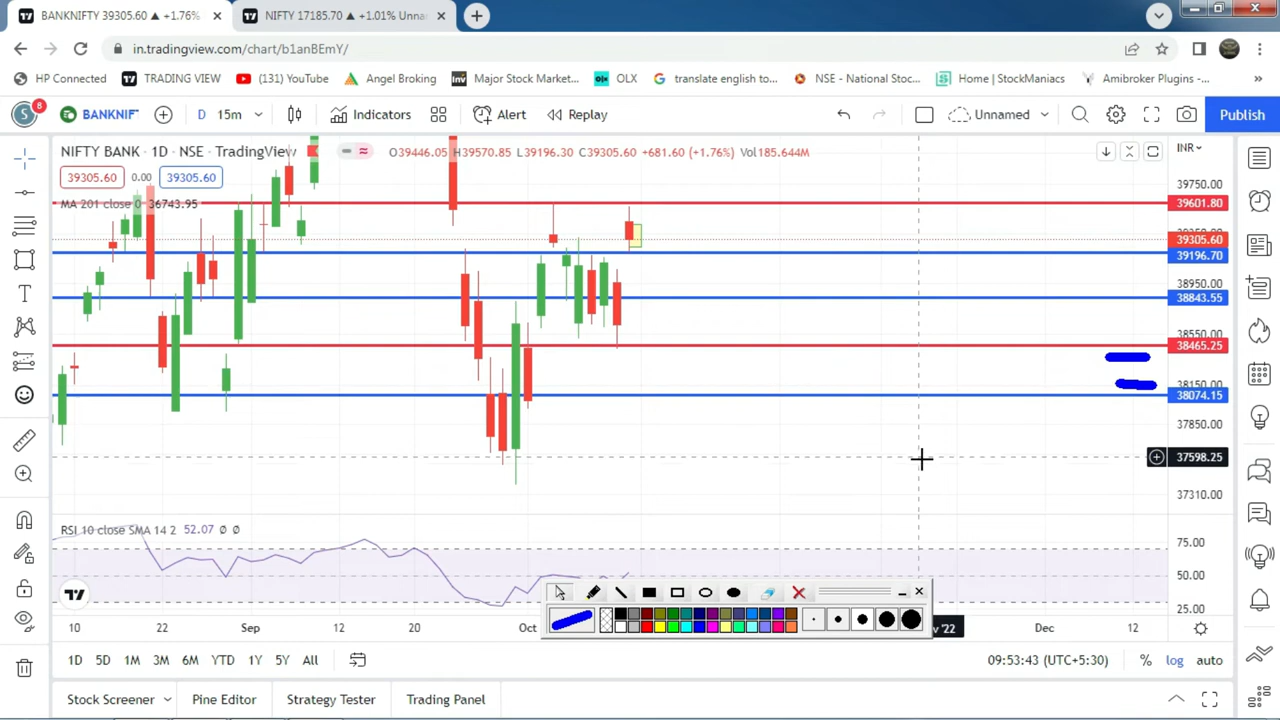 BANKNIFTY 39305.60 ▲ +1.76%
NIFTY 17185.70 ▲ +1.01% Unna
in.tradingview.com/chart/b1anBEmY/
HP Connected
TRADING VIEW
(131) YouTube
Angel Broking
Major Stock Market...
OLX
translate english to...
NSE - National Stoc...
Home | StockManiacs
Amibroker Plugins -...
»
S
8
BANKNIF
D
15m
Indicators
Alert
Replay
Unnamed
Publish
NIFTY BANK · 1D · NSE · TradingView
O39446.05 H39570.85 L39196.30 C39305.60 +681.60 (+1.76%) Vol185.644M
INR
39305.60
0.00
39305.60
MA 201 close 0 36743.95
39750.00
39601.80
39305.60
39196.70
38950.00
38843.55
38550.00
38465.25
38150.00
38074.15
37850.00
37598.25
37310.00
RSI 10 close SMA 14 2 52.07 Ø Ø
75.00
50.00
25.00
10
22
Sep
12
20
Oct
v '22
Dec
12
1D
5D
1M
3M
6M
YTD
1Y
5Y
All
09:53:43 (UTC+5:30)
%
log
auto
Stock Screener
Pine Editor
Strategy Tester
Trading Panel